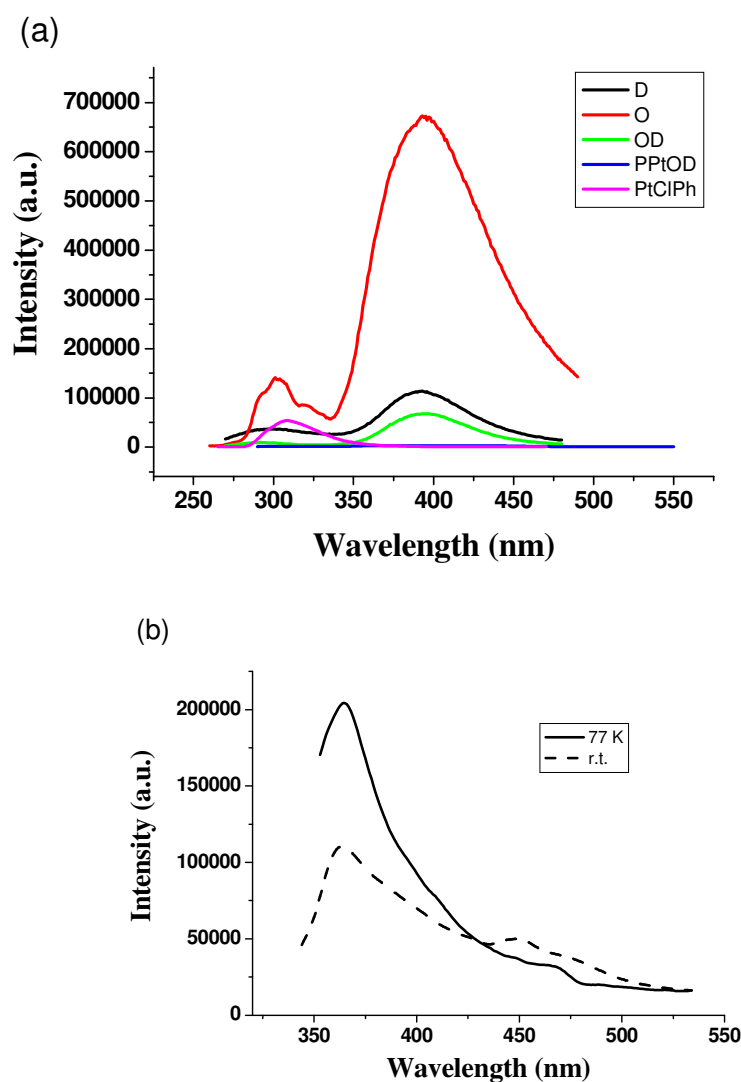 (a)
D
O
OD
PPtOD
PtClPh
700000
600000
500000
400000
300000
200000
100000
0
Intensity (a.u.)
250 300 350 400 450 500 550
Wavelength (nm)
(b)
77 K
r.t.
200000
150000
100000
50000
0
Intensity (a.u.)
350 400 450 500 550
Wavelength (nm)